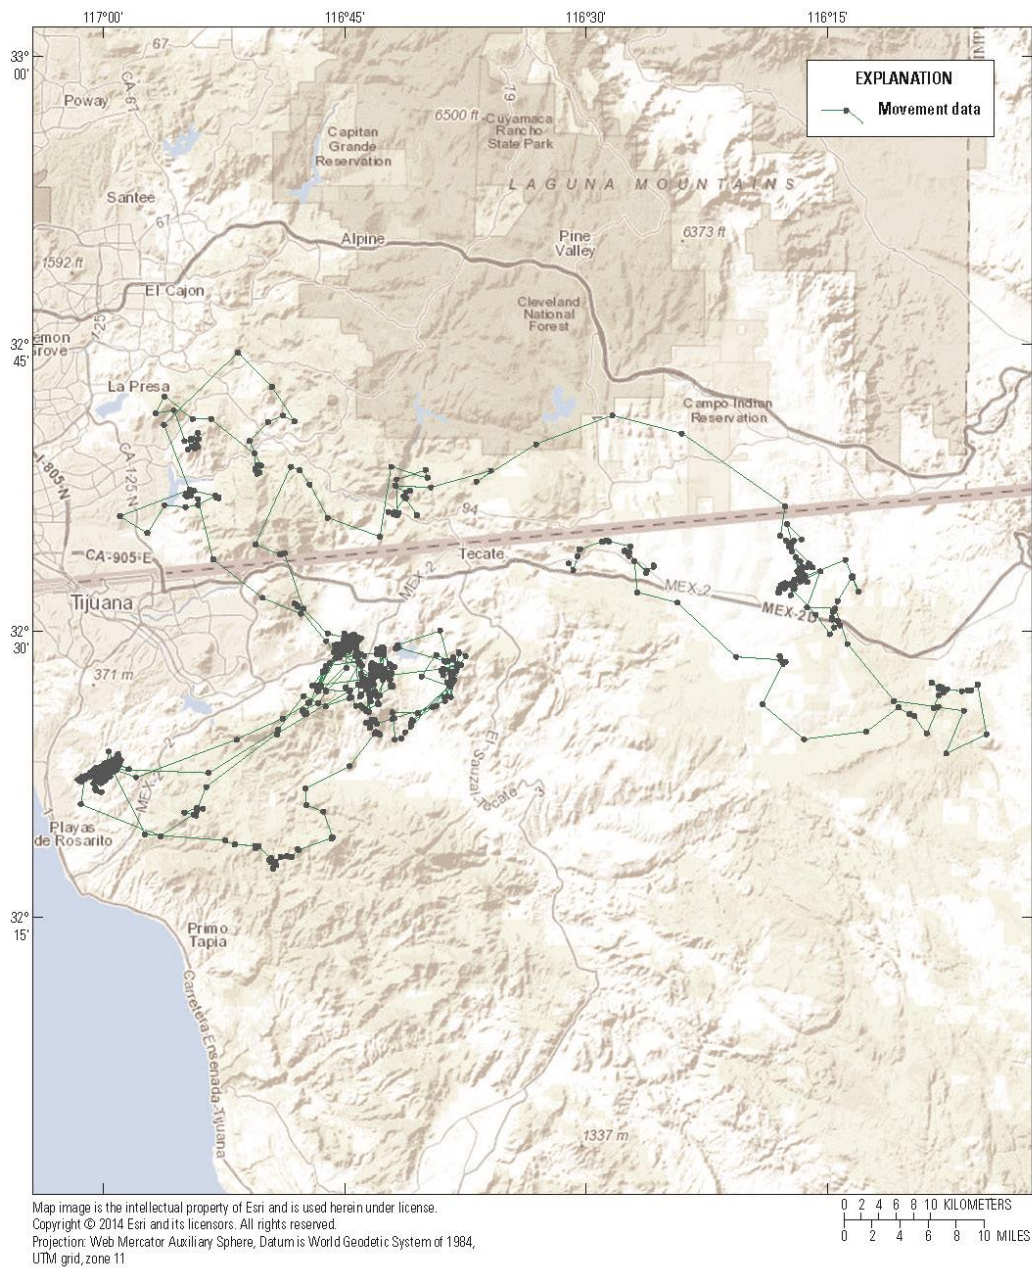 117°00'
116°45'
116°30'
116°15'
33°
00'
67
Poway
CA-67
79
6500 ft
Cuyamaca
Rancho
State Park
Capitan
Grande
Reservation
EXPLANATION
Movement data
LAGUNA MOUNTAINS
Santee
67
Alpine
Pine
Valley
6373 ft
1592 ft
El Cajon
Cleveland
National
Forest
32°
45'
emon
Grove
La Presa
Campo Indian
Reservation
I-805-N
CA-125 N
94
CA-905-E
Tecate
MEX-2
MEX-2
MEX-2D
Tijuana
32°
30'
371 m
El Sauzal-Tecate
3
MEX-2
1
Playas
de Rosarito
32°
15'
Primo
Tapia
Carretera Ensenada-Tijuana
1337 m
Map image is the intellectual property of Esri and is used herein under license.
Copyright © 2014 Esri and its licensors. All rights reserved.
Projection: Web Mercator Auxiliary Sphere, Datum is World Geodetic System of 1984,
UTM grid, zone 11
0 2 4 6 8 10 KILOMETERS
0 2 4 6 8 10 MILES